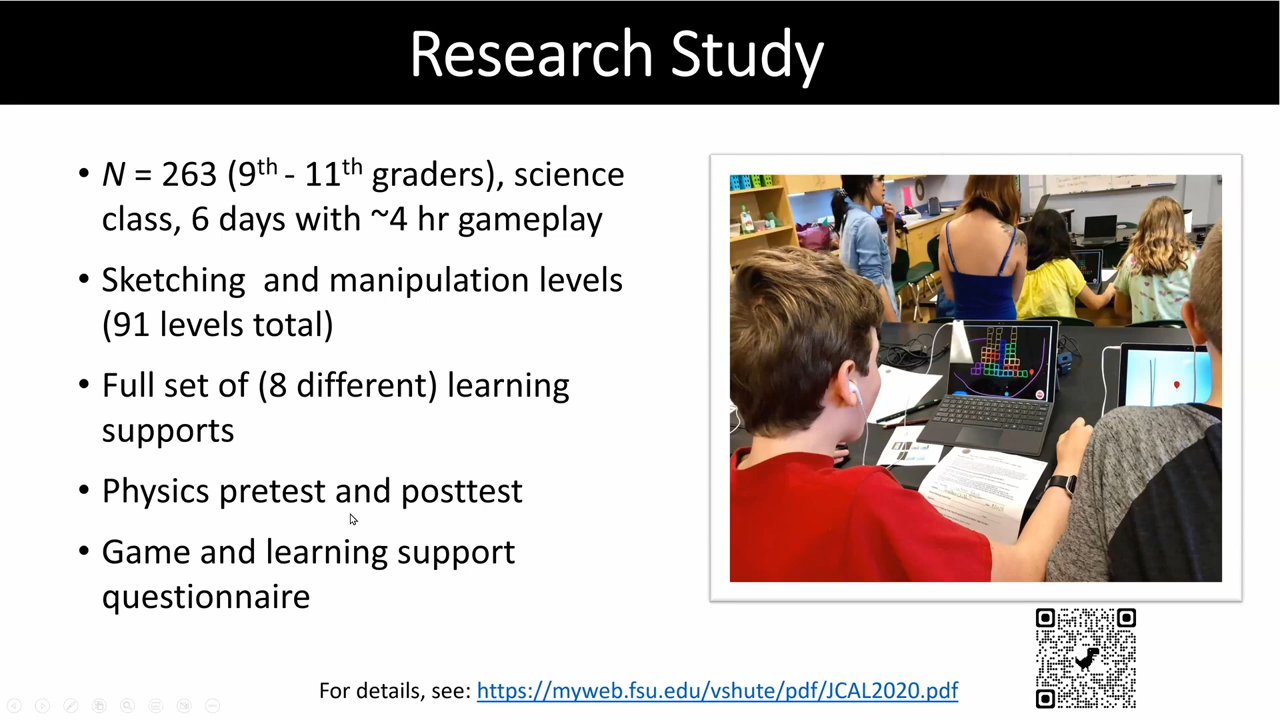 Research Study
• N = 263 (9th - 11th graders), science
class, 6 days with ~4 hr gameplay
• Sketching and manipulation levels
(91 levels total)
• Full set of (8 different) learning
supports
• Physics pretest and posttest
• Game and learning support
questionnaire
For details, see: https://myweb.fsu.edu/vshute/pdf/JCAL2020.pdf